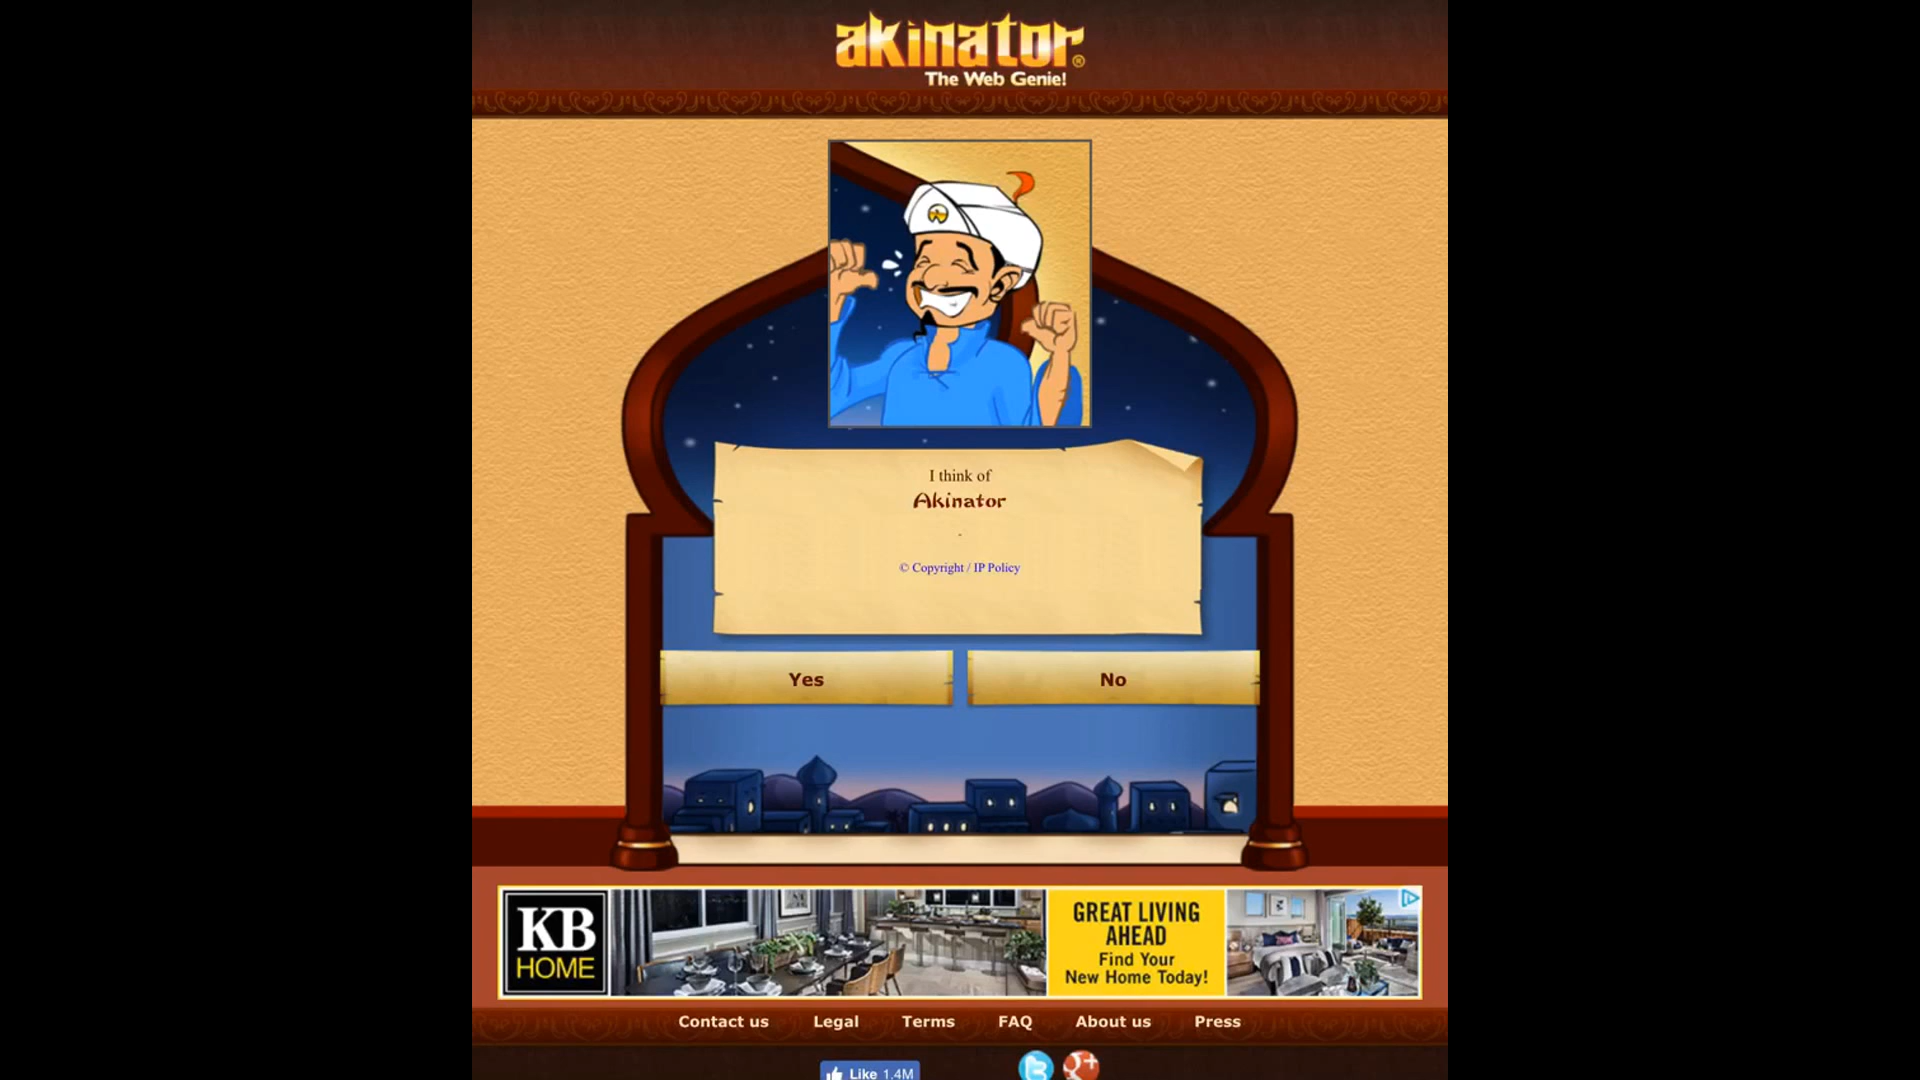 akinator®
The Web Genie!
I think of
Akinator
-
© Copyright / IP Policy
Yes
No
KB
HOME
GREAT LIVING
AHEAD
Find Your
New Home Today!
Contact us
Legal
Terms
FAQ
About us
Press
Like 1.4M
g+